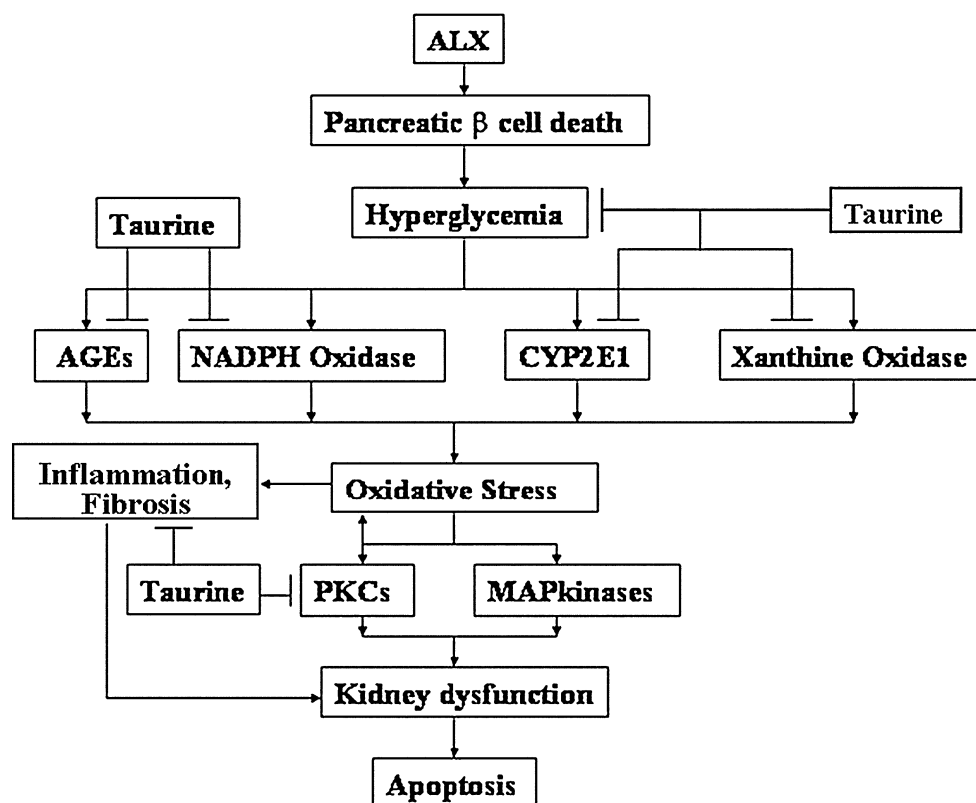 ALX
Pancreatic β cell death
Hyperglycemia
Taurine
Taurine
AGEs
NADPH Oxidase
CYP2E1
Xanthine Oxidase
Inflammation,
Fibrosis
Oxidative Stress
Taurine
PKCs
MAPkinases
Kidney dysfunction
Apoptosis